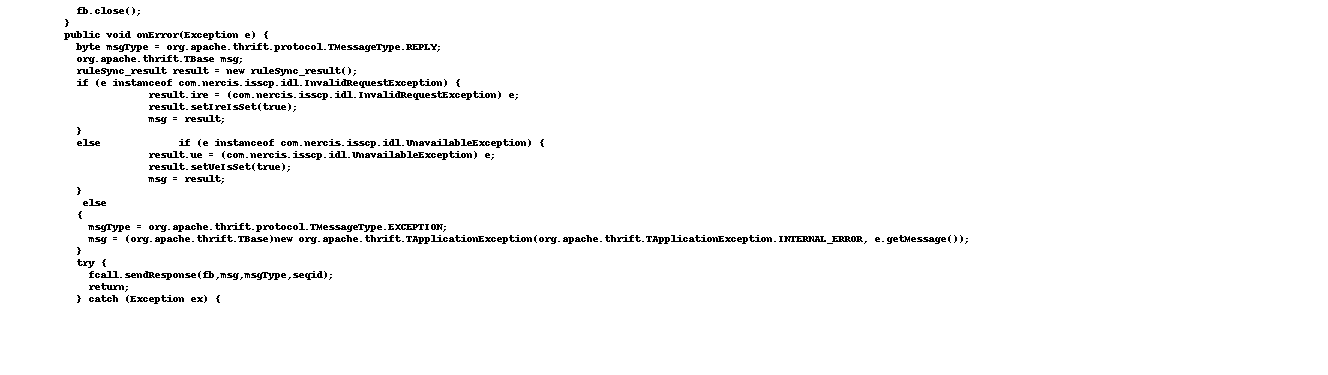 fb.close();
}
public void onError(Exception e) {
byte msgType = org.apache.thrift.protocol.TMessageType.REPLY;
org.apache.thrift.TBase msg;
ruleSync_result result = new ruleSync_result();
if (e instanceof com.nercis.isscp.idl.InvalidRequestException) {
result.ire = (com.nercis.isscp.idl.InvalidRequestException) e;
result.setIreIsSet(true);
msg = result;
}
else if (e instanceof com.nercis.isscp.idl.UnavailableException) {
result.ue = (com.nercis.isscp.idl.UnavailableException) e;
result.setUeIsSet(true);
msg = result;
}
else
{
msgType = org.apache.thrift.protocol.TMessageType.EXCEPTION;
msg = (org.apache.thrift.TBase)new org.apache.thrift.TApplicationException(org.apache.thrift.TApplicationException.INTERNAL_ERROR, e.getMessage());
}
try {
fcall.sendResponse(fb,msg,msgType,seqid);
return;
} catch (Exception ex) {